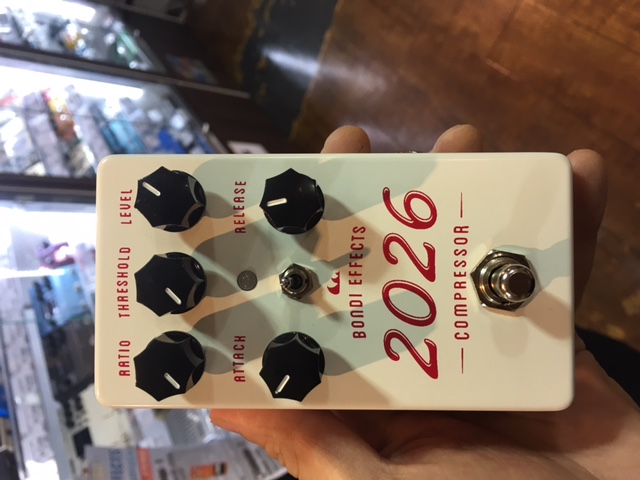 RATIO THRESHOLD LEVEL
ATTACK RELEASE
BONDI EFFECTS
2026
COMPRESSOR